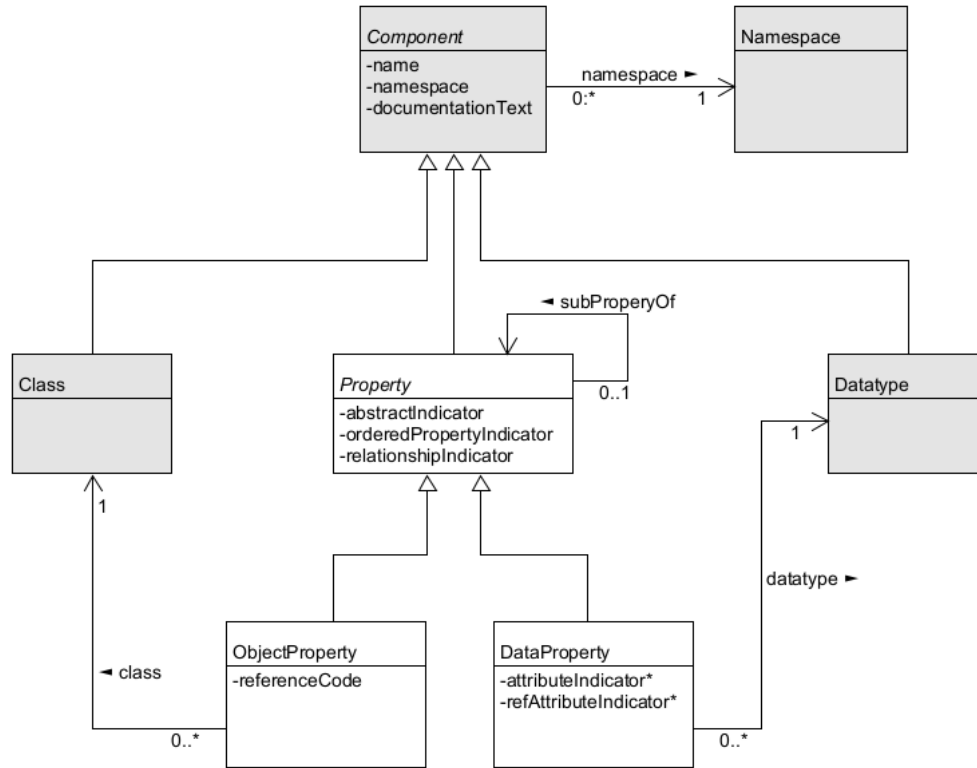 Component
-name
-namespace
-documentationText
namespace ►
0:*
1
Namespace
◄ subProperyOf
0..1
Class
Property
-abstractIndicator
-orderedPropertyIndicator
-relationshipIndicator
Datatype
1
1
datatype ►
◄ class
ObjectProperty
-referenceCode
0..*
DataProperty
-attributeIndicator*
-refAttributeIndicator*
0..*